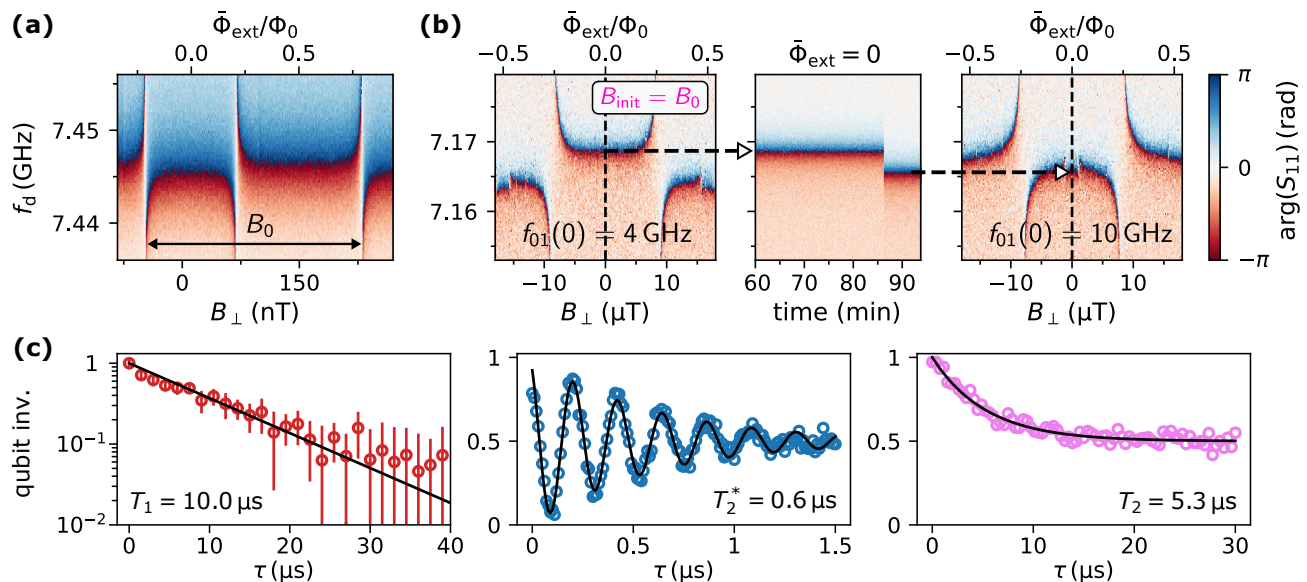 (a)
Φ̄ext/Φ0
0.0 0.5
7.45
7.44
fd (GHz)
B0
0 150
B⊥ (nT)
(b)
Φ̄ext/Φ0
−0.5 0.0 0.5
Binit = B0
7.17
7.16
f01(0) = 4 GHz
−10 0 10
B⊥ (µT)
Φ̄ext = 0
60 70 80 90
time (min)
Φ̄ext/Φ0
−0.5 0.0 0.5
f01(0) = 10 GHz
−10 0 10
B⊥ (µT)
π
0
−π
arg(S11) (rad)
(c)
qubit inv.
1
10⁻¹
10⁻²
T1 = 10.0 µs
0 10 20 30 40
τ (µs)
1
0.5
0
T2* = 0.6 µs
0 0.5 1 1.5
τ (µs)
1
0.5
0
T2 = 5.3 µs
0 10 20 30
τ (µs)